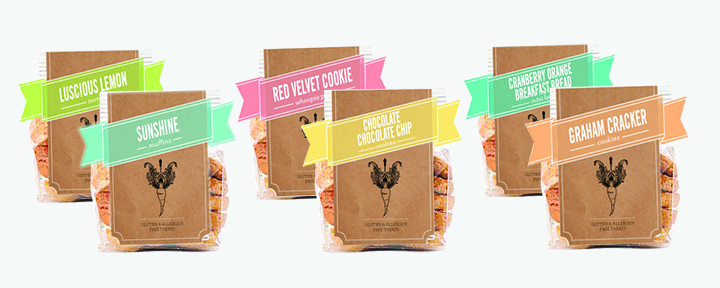 LUSCIOUS LEMON
SUNSHINE
muffins
GLUTEN & ALLERGEN
FREE TREATS
RED VELVET COOKIE
whoopie
CHOCOLATE
CHOCOLATE CHIP
cookies
GLUTEN & ALLERGEN
FREE TREATS
CRANBERRY ORANGE
BREAKFAST BREAD
mini
GRAHAM CRACKER
cookies
GLUTEN & ALLERGEN
FREE TREATS